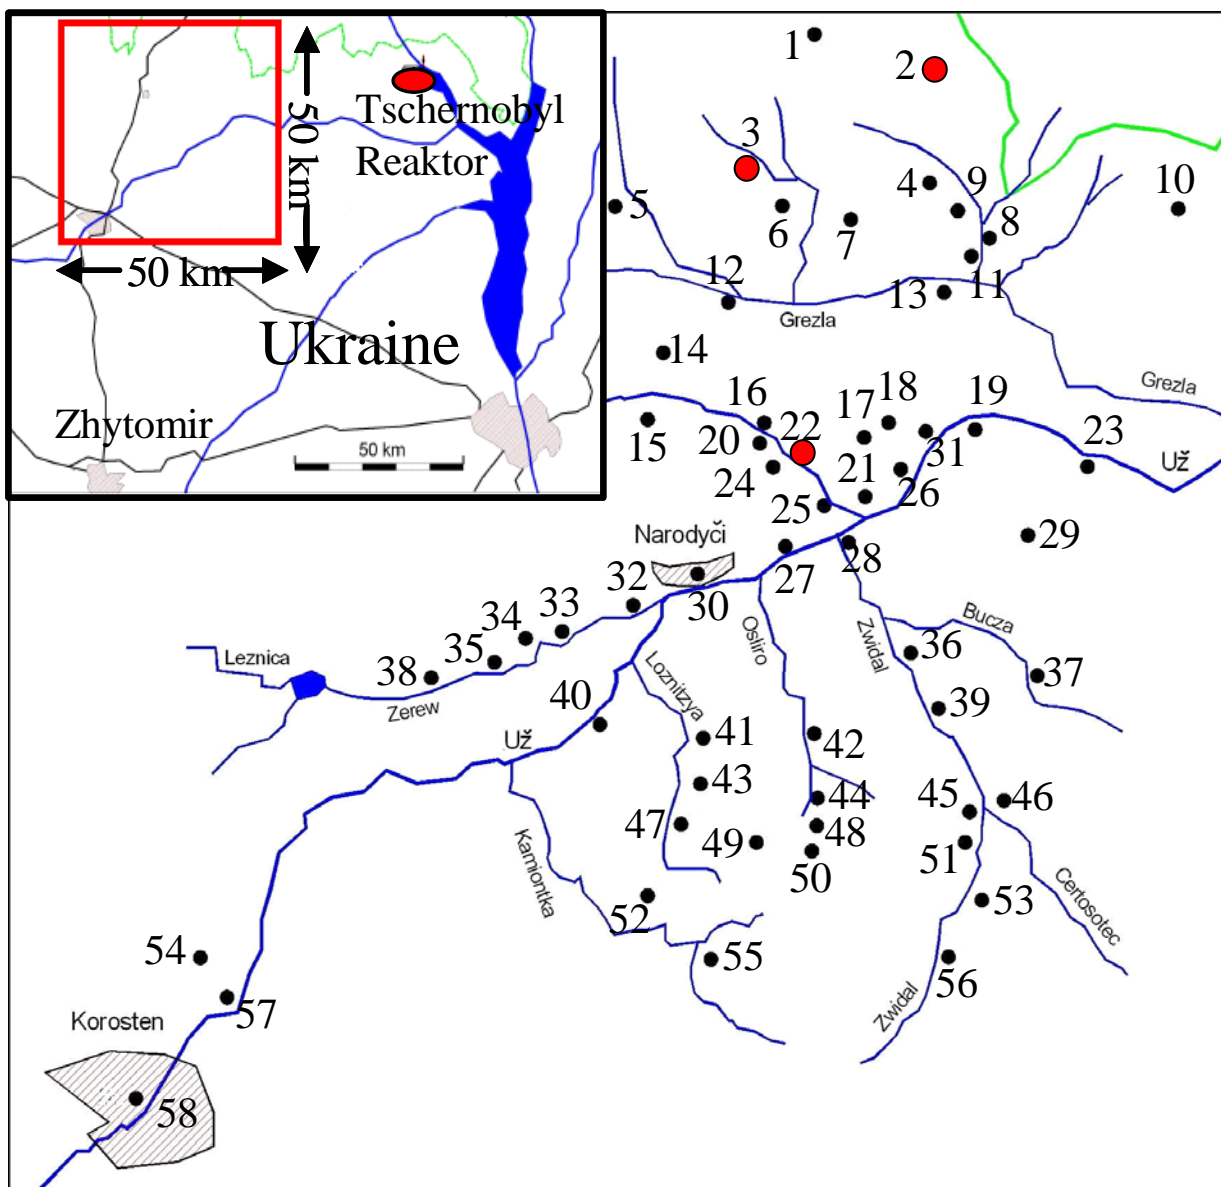 Tschernobyl
Reaktor
50 km
50 km
Ukraine
Zhytomir
50 km
1
2
3
4
9
10
5
6
7
8
12
11
13
Grezla
14
Grezla
16
22
17
18
19
15
20
23
24
21
31
Už
26
25
Narodyči
29
28
27
32
30
34
33
35
Bucza
Osliro
Zwidal
36
Leznica
38
Loznitzya
37
Zerew
40
39
Už
41
42
43
44
45
46
47
49
48
51
Kamiontka
50
52
53
Certosotec
54
55
56
57
Zwidal
Korosten
58